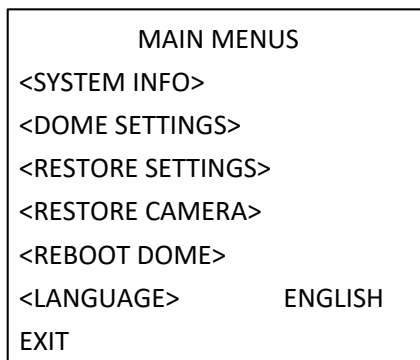 MAIN MENUS
<SYSTEM INFO>
<DOME SETTINGS>
<RESTORE SETTINGS>
<RESTORE CAMERA>
<REBOOT DOME>
<LANGUAGE> ENGLISH
EXIT